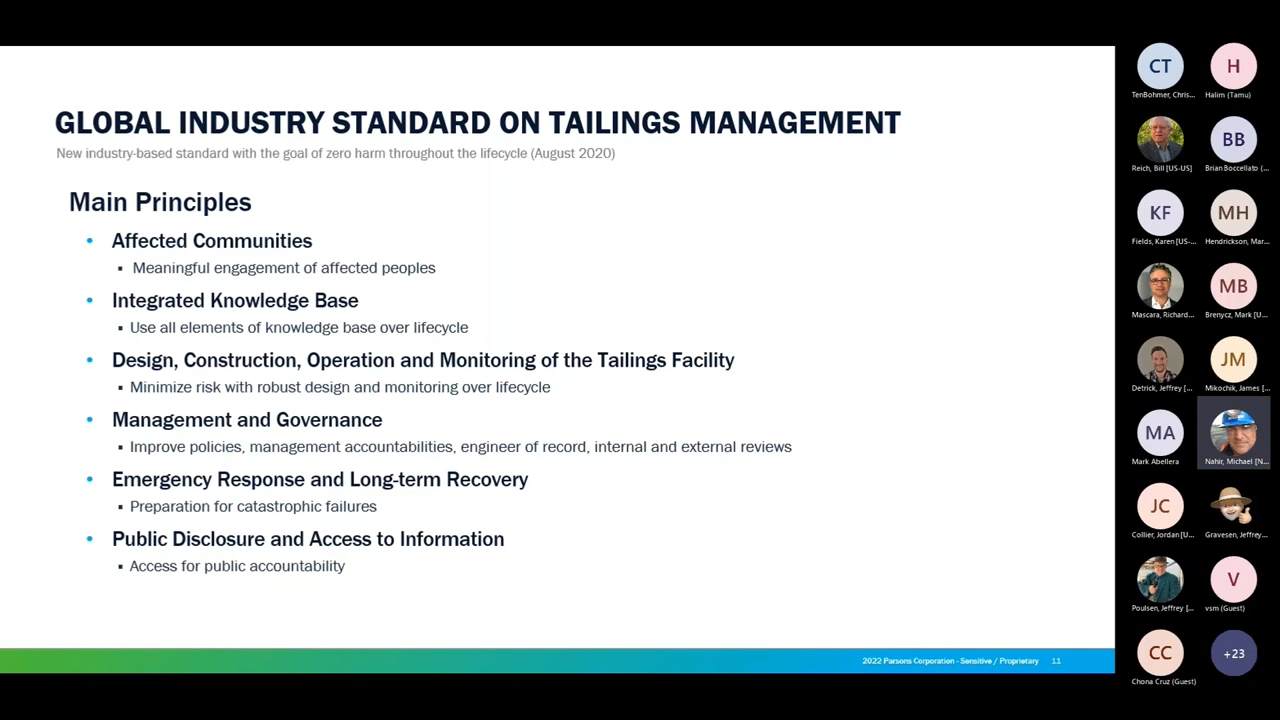 GLOBAL INDUSTRY STANDARD ON TAILINGS MANAGEMENT
New industry-based standard with the goal of zero harm throughout the lifecycle (August 2020)
Main Principles
• Affected Communities
▪ Meaningful engagement of affected peoples
• Integrated Knowledge Base
▪ Use all elements of knowledge base over lifecycle
• Design, Construction, Operation and Monitoring of the Tailings Facility
▪ Minimize risk with robust design and monitoring over lifecycle
• Management and Governance
▪ Improve policies, management accountabilities, engineer of record, internal and external reviews
• Emergency Response and Long-term Recovery
▪ Preparation for catastrophic failures
• Public Disclosure and Access to Information
▪ Access for public accountability
2022 Parsons Corporation - Sensitive / Proprietary 11
CT
TenBohmer, Chris...
H
Halim (Tamu)
Reich, Bill [US-US]
BB
Brian Boccellato (...
KF
Fields, Karen [US-...
MH
Hendrickson, Mar...
Mascara, Richard...
MB
Brenycz, Mark [U...
Detrick, Jeffrey [...
JM
Mikochik, James [...
MA
Mark Abellera
Nahir, Michael [N...
JC
Collier, Jordan [U...
Gravesen, Jeffrey...
Poulsen, Jeffrey [...
V
vsm (Guest)
CC
Chona Cruz (Guest)
+23